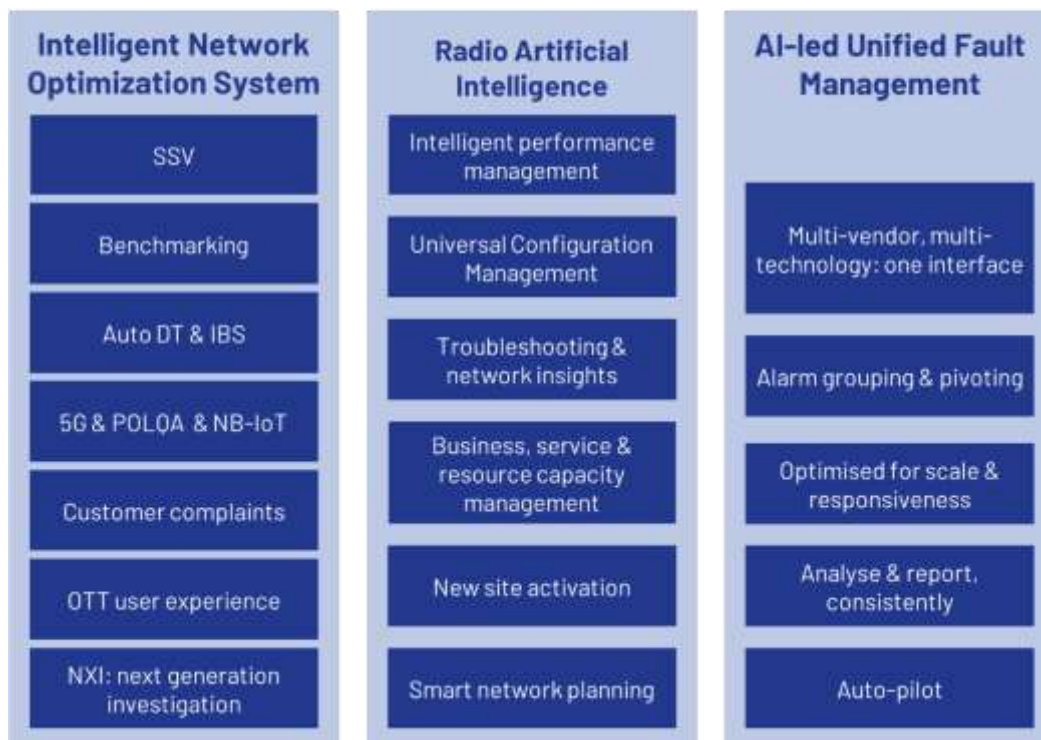 Intelligent Network
Optimization System
SSV
Benchmarking
Auto DT & IBS
5G & POLQA & NB-IoT
Customer complaints
OTT user experience
NXI: next generation
investigation
Radio Artificial
Intelligence
Intelligent performance
management
Universal Configuration
Management
Troubleshooting &
network insights
Business, service &
resource capacity
management
New site activation
Smart network planning
AI-led Unified Fault
Management
Multi-vendor, multi-
technology: one interface
Alarm grouping & pivoting
Optimised for scale &
responsiveness
Analyse & report,
consistently
Auto-pilot